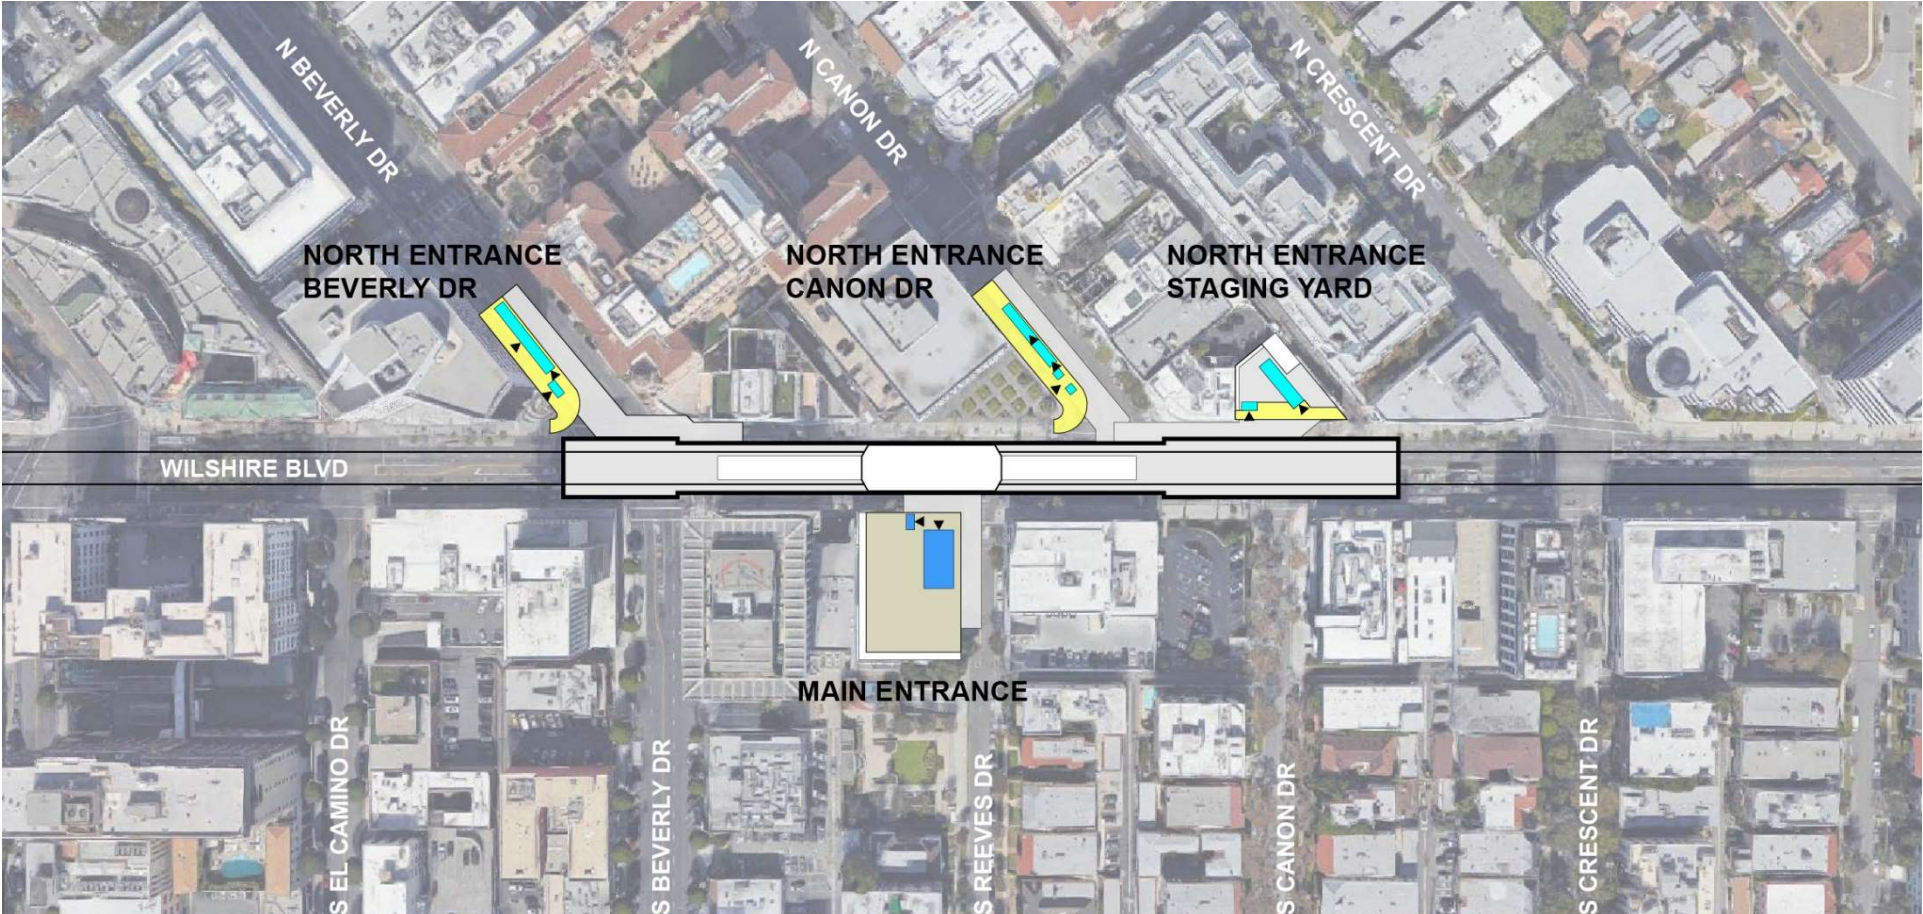 N BEVERLY DR
N CANON DR
N CRESCENT DR
NORTH ENTRANCE
BEVERLY DR
NORTH ENTRANCE
CANON DR
NORTH ENTRANCE
STAGING YARD
WILSHIRE BLVD
MAIN ENTRANCE
S EL CAMINO DR
S BEVERLY DR
S REEVES DR
S CANON DR
S CRESCENT DR